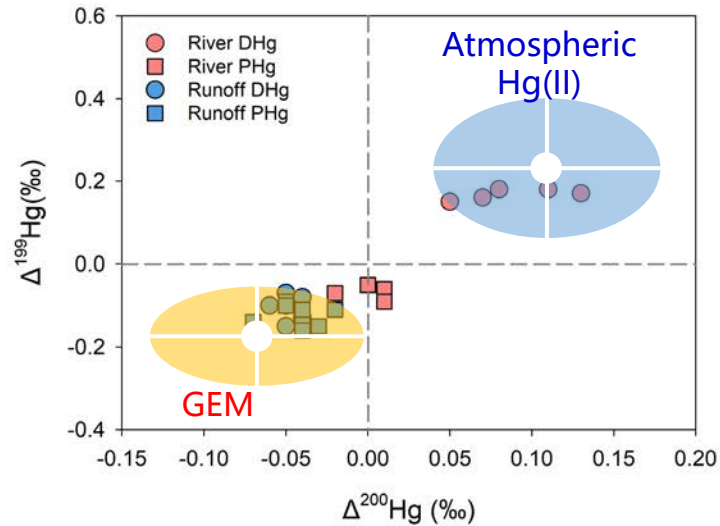 0.6
0.4
0.2
0.0
-0.2
-0.4
Δ¹⁹⁹Hg(‰)
River DHg
River PHg
Runoff DHg
Runoff PHg
Atmospheric
Hg(II)
GEM
-0.15 -0.10 -0.05 0.00 0.05 0.10 0.15 0.20
Δ²⁰⁰Hg (‰)